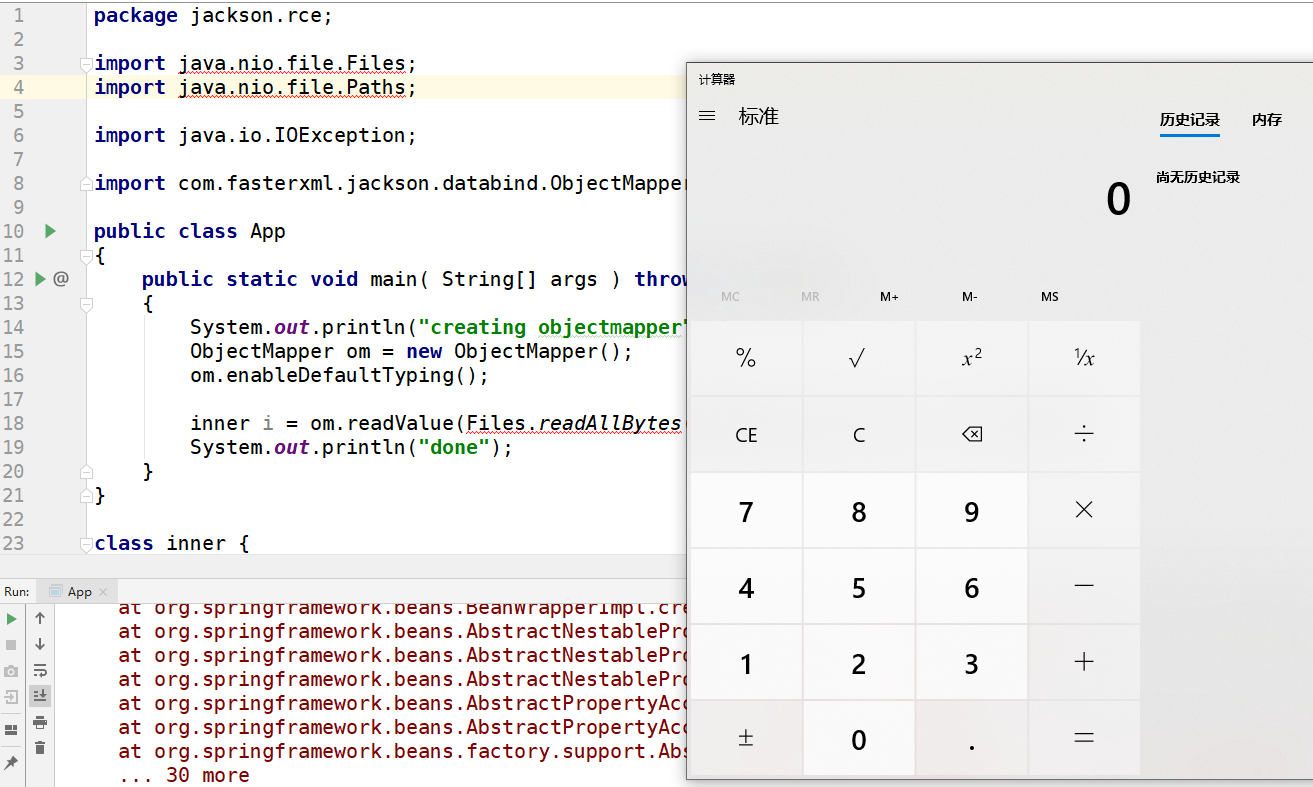 1 package jackson.rce;
2
3 import java.nio.file.Files;
4 import java.nio.file.Paths;
5
6 import java.io.IOException;
7
8 import com.fasterxml.jackson.databind.ObjectMapper
9
10 public class App
11 {
12 @ public static void main( String[] args ) throw
13 {
14 System.out.println("creating objectmapper"
15 ObjectMapper om = new ObjectMapper();
16 om.enableDefaultTyping();
17
18 inner i = om.readValue(Files.readAllBytes(
19 System.out.println("done");
20 }
21 }
22
23 class inner {
Run: App
at org.springframework.beans.BeanWrapperImpl.cre
at org.springframework.beans.AbstractNestablePro
at org.springframework.beans.AbstractNestablePro
at org.springframework.beans.AbstractNestablePro
at org.springframework.beans.AbstractPropertyAcc
at org.springframework.beans.AbstractPropertyAcc
at org.springframework.beans.factory.support.Abs
... 30 more
计算器
标准
历史记录 内存
尚无历史记录
0
MC MR M+ M- MS
% √ x² ¹⁄x
CE C ÷
7 8 9 ×
4 5 6 −
1 2 3 +
± 0 . =